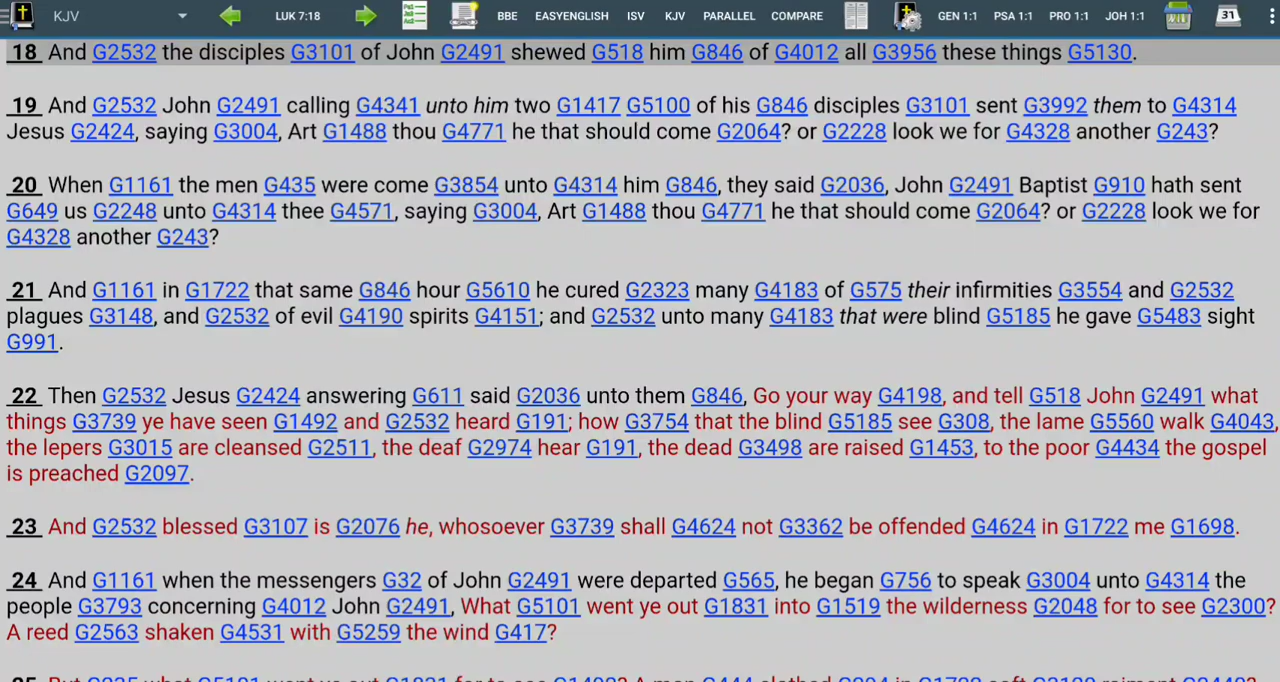 KJV LUK 7:18 BBE EASYENGLISH ISV KJV PARALLEL COMPARE GEN 1:1 PSA 1:1 PRO 1:1 JOH 1:1 31
18 And G2532 the disciples G3101 of John G2491 shewed G518 him G846 of G4012 all G3956 these things G5130.
19 And G2532 John G2491 calling G4341 unto him two G1417 G5100 of his G846 disciples G3101 sent G3992 them to G4314
Jesus G2424, saying G3004, Art G1488 thou G4771 he that should come G2064? or G2228 look we for G4328 another G243?
20 When G1161 the men G435 were come G3854 unto G4314 him G846, they said G2036, John G2491 Baptist G910 hath sent
G649 us G2248 unto G4314 thee G4571, saying G3004, Art G1488 thou G4771 he that should come G2064? or G2228 look we for
G4328 another G243?
21 And G1161 in G1722 that same G846 hour G5610 he cured G2323 many G4183 of G575 their infirmities G3554 and G2532
plagues G3148, and G2532 of evil G4190 spirits G4151; and G2532 unto many G4183 that were blind G5185 he gave G5483 sight
G991.
22 Then G2532 Jesus G2424 answering G611 said G2036 unto them G846, Go your way G4198, and tell G518 John G2491 what
things G3739 ye have seen G1492 and G2532 heard G191; how G3754 that the blind G5185 see G308, the lame G5560 walk G4043,
the lepers G3015 are cleansed G2511, the deaf G2974 hear G191, the dead G3498 are raised G1453, to the poor G4434 the gospel
is preached G2097.
23 And G2532 blessed G3107 is G2076 he, whosoever G3739 shall G4624 not G3362 be offended G4624 in G1722 me G1698.
24 And G1161 when the messengers G32 of John G2491 were departed G565, he began G756 to speak G3004 unto G4314 the
people G3793 concerning G4012 John G2491, What G5101 went ye out G1831 into G1519 the wilderness G2048 for to see G2300?
A reed G2563 shaken G4531 with G5259 the wind G417?